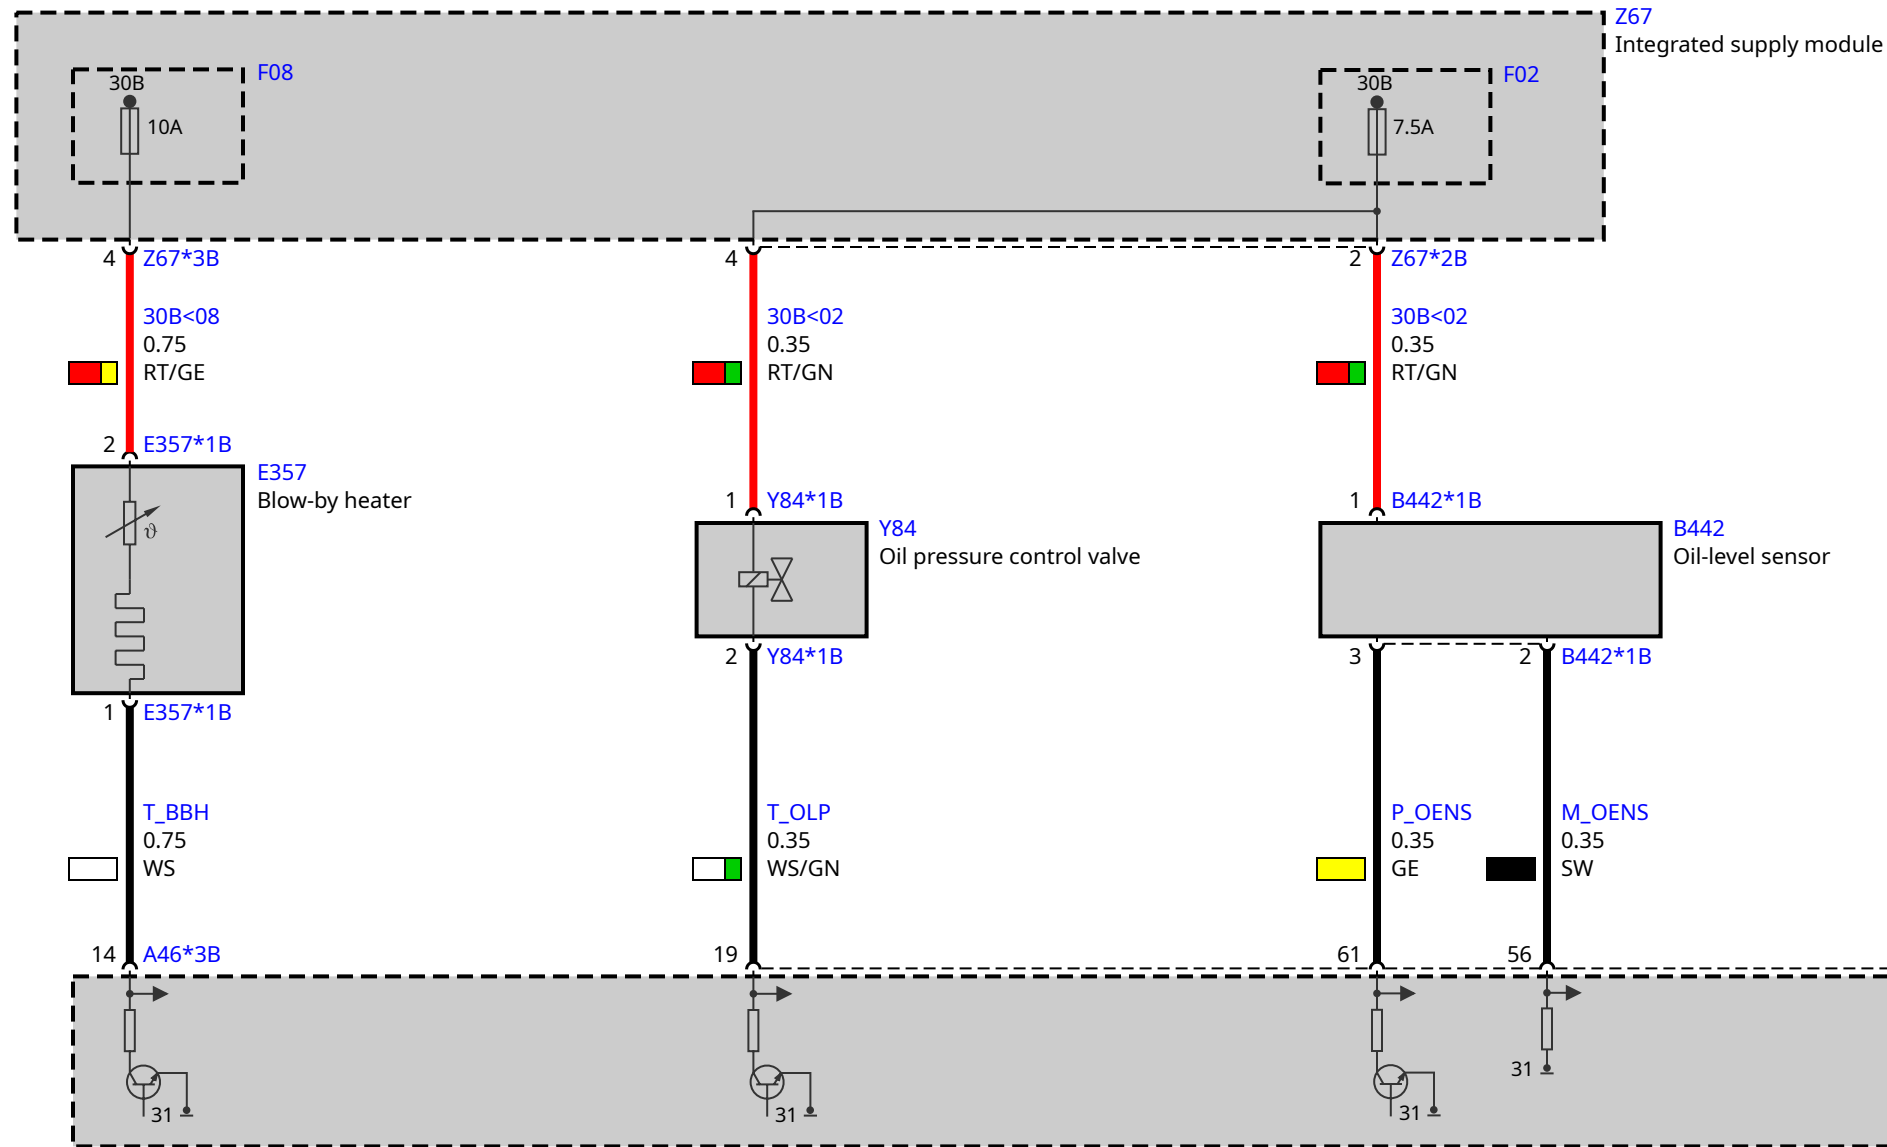 Z67
Integrated supply module
30B
F08
10A
30B
F02
7.5A
4 Z67*3B
4
2 Z67*2B
30B<08
0.75
RT/GE
30B<02
0.35
RT/GN
30B<02
0.35
RT/GN
2 E357*1B
E357
Blow-by heater
ϑ
1 Y84*1B
Y84
Oil pressure control valve
1 B442*1B
B442
Oil-level sensor
1 E357*1B
2 Y84*1B
3
2 B442*1B
T_BBH
0.75
WS
T_OLP
0.35
WS/GN
P_OENS
0.35
GE
M_OENS
0.35
SW
14 A46*3B
19
61
56
31
31
31
31